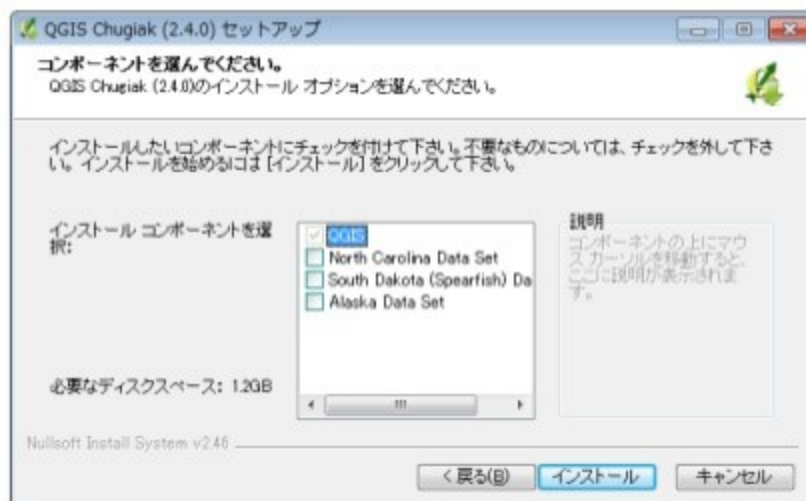 QGIS Chugiak (2.4.0) セットアップ
コンポーネントを選んでください。
QGIS Chugiak (2.4.0)のインストール オプションを選んでください。
インストールしたいコンポーネントにチェックを付けて下さい。不要なものについては、チェックを外して下さ
い。インストールを始めるには [インストール] をクリックして下さい。
インストール コンポーネントを選
択:
QGIS
North Carolina Data Set
South Dakota (Spearfish) Da
Alaska Data Set
説明
コンポーネントの上にマウ
ス カーソルを移動すると、
ここに説明が表示されま
す。
必要なディスクスペース: 1.2GB
Nullsoft Install System v2.46
< 戻る(B)
インストール
キャンセル